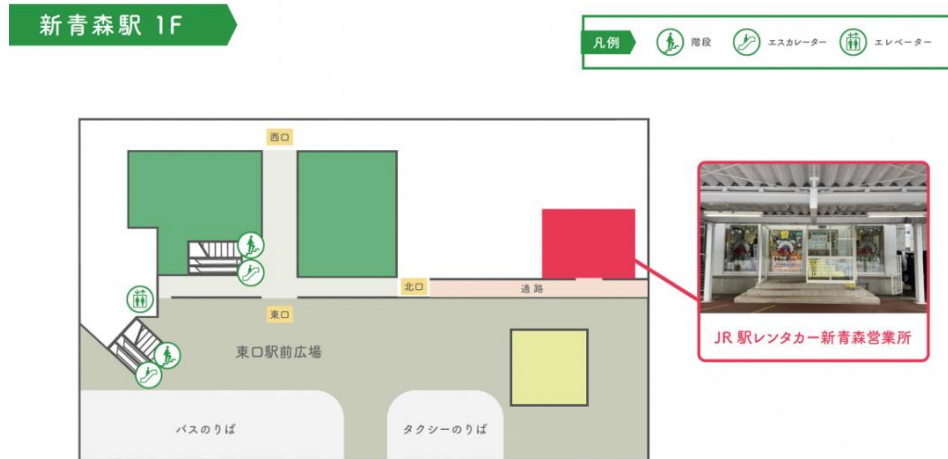 新青森駅 1F
凡例
階段
エスカレーター
エレベーター
西口
北口
通路
東口
東口駅前広場
JR 駅レンタカー新青森営業所
バスのりば
タクシーのりば